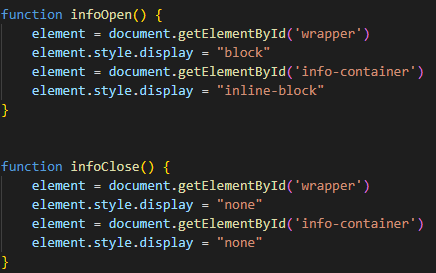 function infoOpen() {
    element = document.getElementById('wrapper')
    element.style.display = "block"
    element = document.getElementById('info-container')
    element.style.display = "inline-block"
}
function infoClose() {
    element = document.getElementById('wrapper')
    element.style.display = "none"
    element = document.getElementById('info-container')
    element.style.display = "none"
}